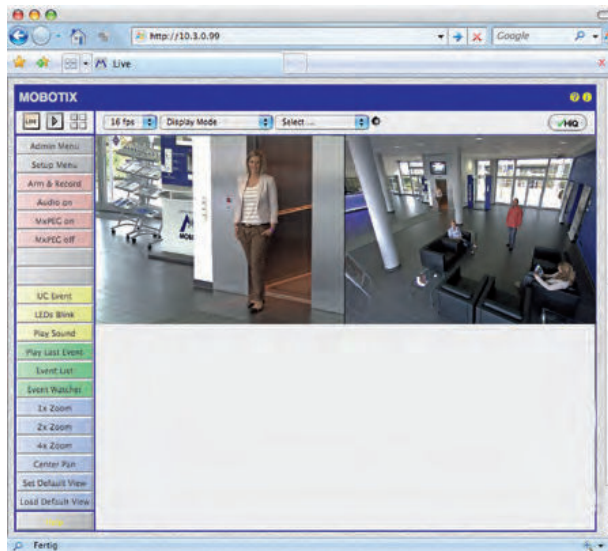 http://10.3.0.99
Google
Live
MOBOTIX
LIVE
16 fps
Display Mode
Select ...
HQ
Admin Menu
Setup Menu
Arm & Record
Audio on
MxPEG on
MxPEG off
UC Event
LEDs Blink
Play Sound
Play Last Event
Event List
Event Watcher
1x Zoom
2x Zoom
4x Zoom
Center Pan
Set Default View
Load Default View
Fertig